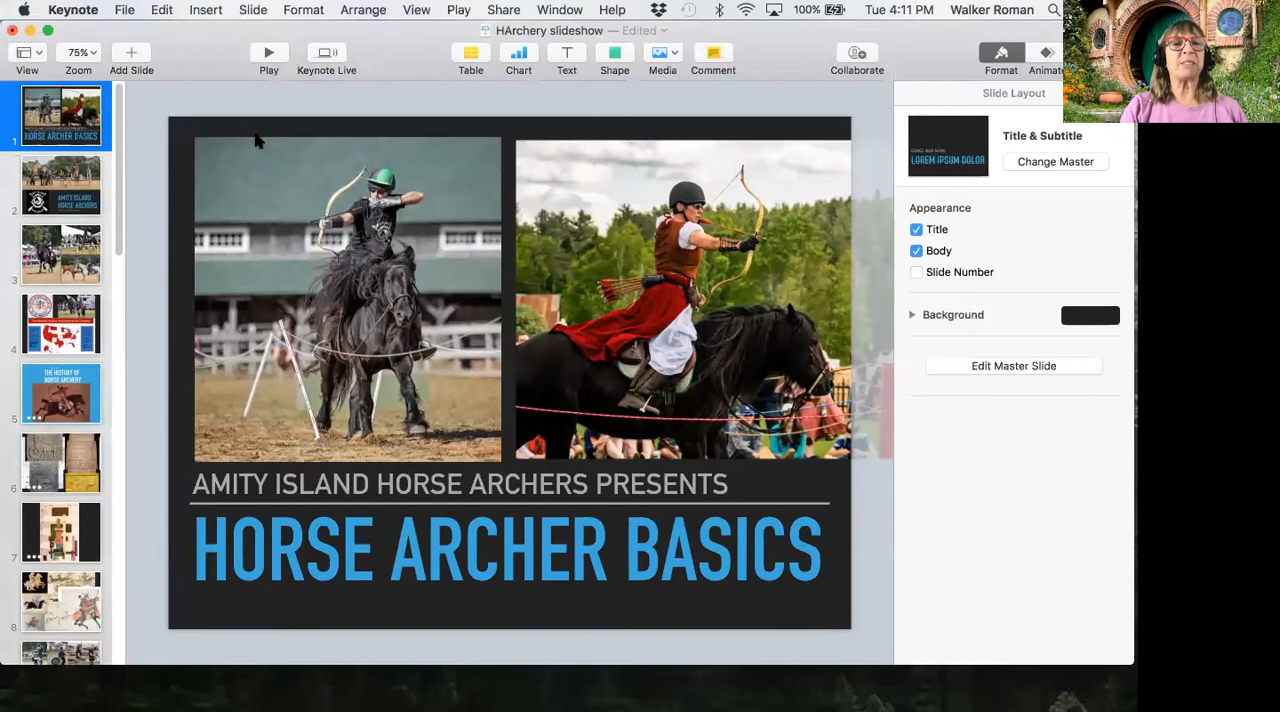 Keynote File Edit Insert Slide Format Arrange View Play Share Window Help 100% Tue 4:11 PM Walker Roman
HArchery slideshow — Edited
75%
View Zoom Add Slide Play Keynote Live Table Chart Text Shape Media Comment Collaborate Format Animate
Slide Layout
Title & Subtitle
Change Master
LOREM IPSUM DOLOR
Appearance
Title
Body
Slide Number
Background
Edit Master Slide
1
HORSE ARCHER BASICS
2
AMITY ISLAND
HORSE ARCHERS
3
4
5
THE HISTORY OF
HORSE ARCHERY
6
7
8
AMITY ISLAND HORSE ARCHERS PRESENTS
HORSE ARCHER BASICS